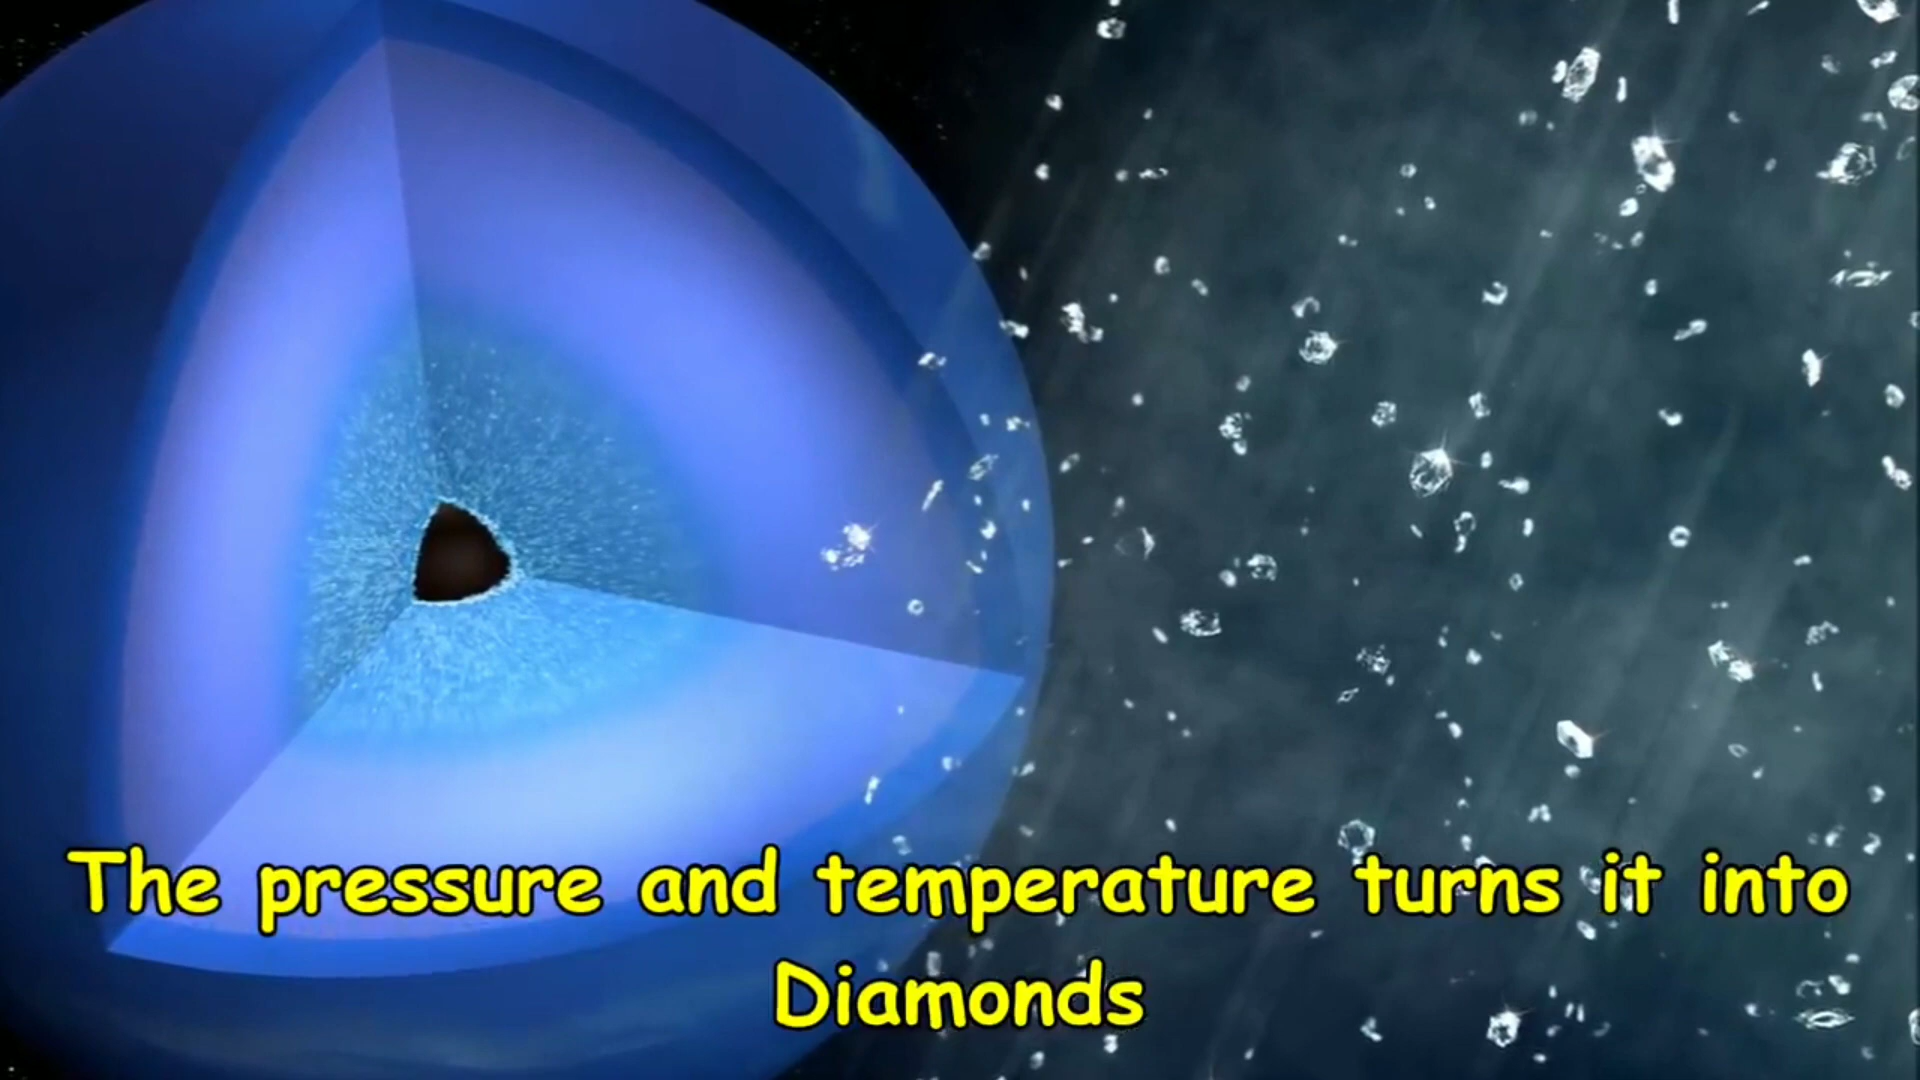 The pressure and temperature turns it into
Diamonds